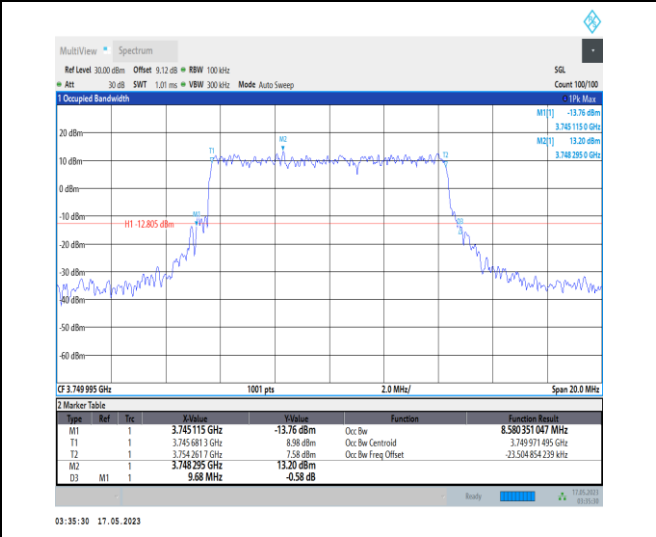 MultiView Spectrum
Ref Level 30.00 dBm Offset 9.12 dB RBW 100 kHz SGL
Att 30 dB SWT 1.01 ms VBW 300 kHz Mode Auto Sweep Count 100/100
1 Occupied Bandwidth 1Pk Max
M1[1] -13.76 dBm
3.745 115 0 GHz
M2[1] 13.20 dBm
3.748 295 0 GHz
20 dBm
M2
T1
T2
10 dBm
0 dBm
-10 dBm
M1
H1 -12.805 dBm
D3
-20 dBm
-30 dBm
-40 dBm
-50 dBm
-60 dBm
CF 3.749 995 GHz 1001 pts 2.0 MHz/ Span 20.0 MHz
2 Marker Table
Type Ref Trc X-Value Y-Value Function Function Result
M1 1 3.745 115 GHz -13.76 dBm Occ Bw 8.580 351 047 MHz
T1 1 3.745 681 3 GHz 8.98 dBm Occ Bw Centroid 3.749 971 495 GHz
T2 1 3.754 261 7 GHz 7.58 dBm Occ Bw Freq Offset -23.504 854 239 kHz
M2 1 3.748 295 GHz 13.20 dBm
D3 M1 1 9.68 MHz -0.58 dB
Ready 17.05.2023
03:35:30
03:35:30 17.05.2023